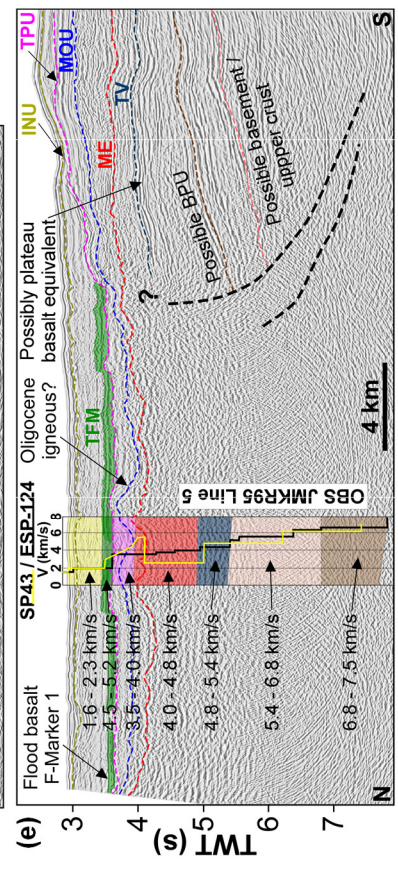 (e)
TWT (s)
3
4
5
6
7
N
S
Flood basalt
F-Marker 1
SP43 / ESP-124
V (km/s)
0 2 4 6 8
Oligocene
igneous?
Possibly plateau
basalt equivalent
INU
TPU
MOU
ME
TV
TFM
?
Possible BPU
Possible basement /
uppper crust
1.6 - 2.3 km/s
4.5 - 5.2 km/s
3.5 - 4.0 km/s
4.0 - 4.8 km/s
4.8 - 5.4 km/s
5.4 - 6.8 km/s
6.8 - 7.5 km/s
OBS JMKR95 Line 5
4 km